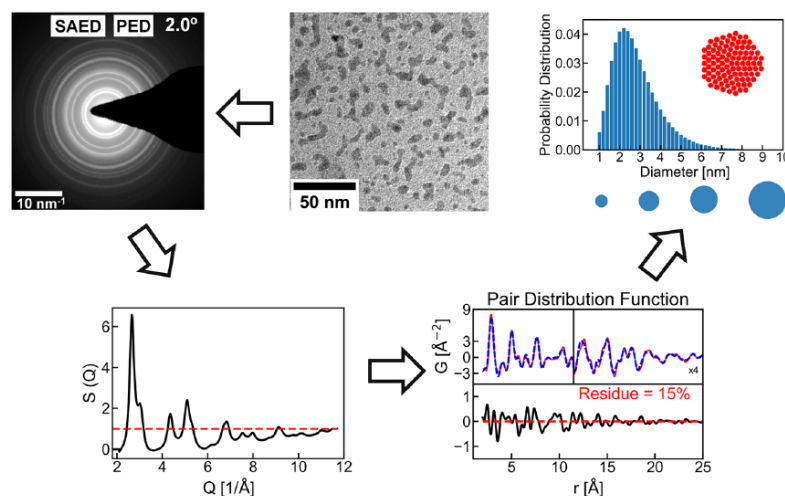 SAED PED 2.0º
10 nm⁻¹
50 nm
Probability Distribution
0.04
0.03
0.02
0.01
0.00
0 1 2 3 4 5 6 7 8 9 10
Diameter [nm]
S (Q)
6
4
2
0
2 4 6 8 10 12
Q [1/Å]
Pair Distribution Function
G [Å⁻²]
9
3
−3
x4
Residue = 15%
1
0
−1
5 10 15 20 25
r [Å]